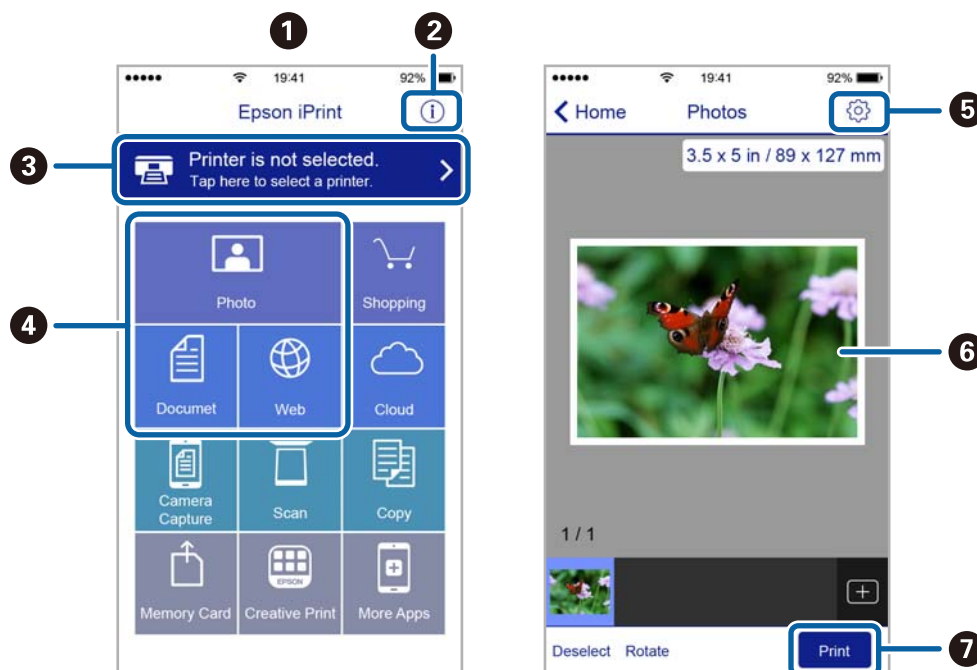 1
2
●●●●● 19:41 92%
Epson iPrint
3
Printer is not selected.
Tap here to select a printer.
4
Photo
Shopping
Documet
Web
Cloud
Camera
Capture
Scan
Copy
EPSON
Memory Card
Creative Print
More Apps
●●●●● 19:41 92%
Home
Photos
5
3.5 x 5 in / 89 x 127 mm
6
1 / 1
Deselect
Rotate
Print
7